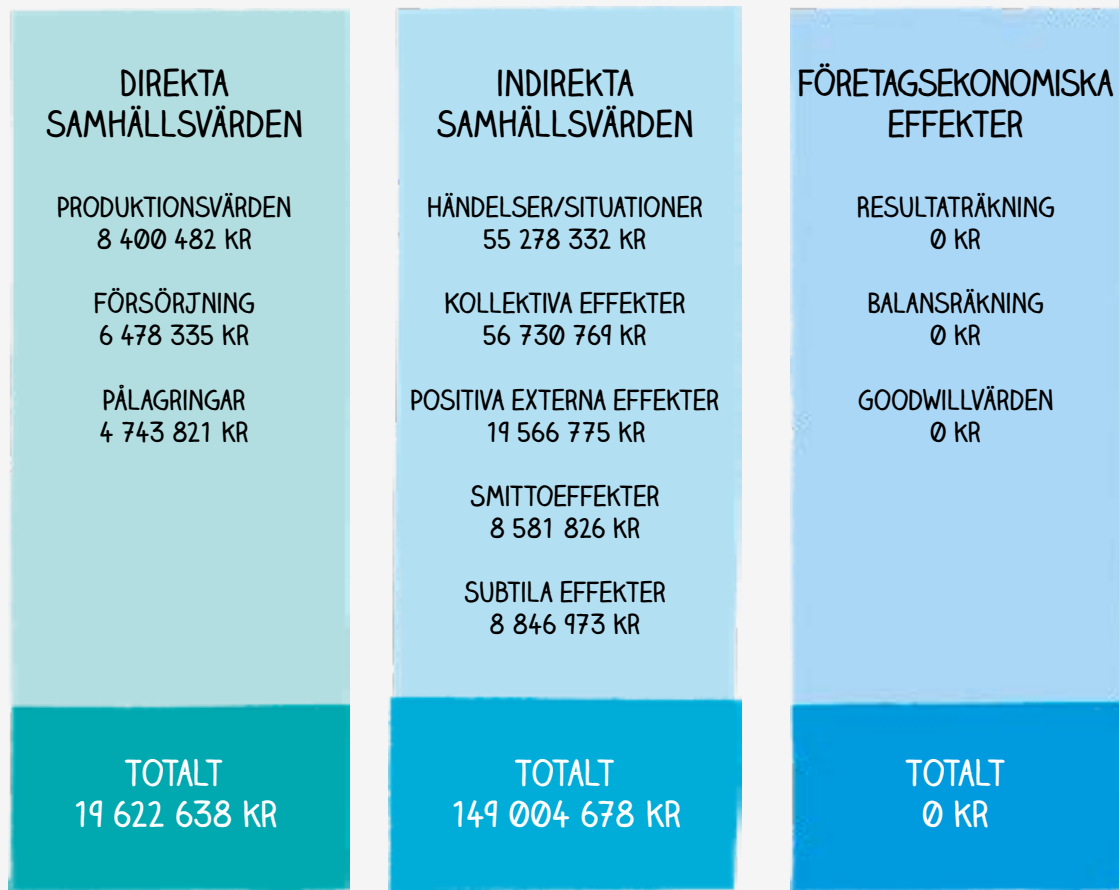 DIREKTA
SAMHÄLLSVÄRDEN
PRODUKTIONSVÄRDEN
8 400 482 KR
FÖRSÖRJNING
6 478 335 KR
PÅLAGRINGAR
4 743 821 KR
TOTALT
19 622 638 KR
INDIREKTA
SAMHÄLLSVÄRDEN
HÄNDELSER/SITUATIONER
55 278 332 KR
KOLLEKTIVA EFFEKTER
56 730 769 KR
POSITIVA EXTERNA EFFEKTER
19 566 775 KR
SMITTOEFFEKTER
8 581 826 KR
SUBTILA EFFEKTER
8 846 973 KR
TOTALT
149 004 678 KR
FÖRETAGSEKONOMISKA
EFFEKTER
RESULTATRÄKNING
0 KR
BALANSRÄKNING
0 KR
GOODWILLVÄRDEN
0 KR
TOTALT
0 KR